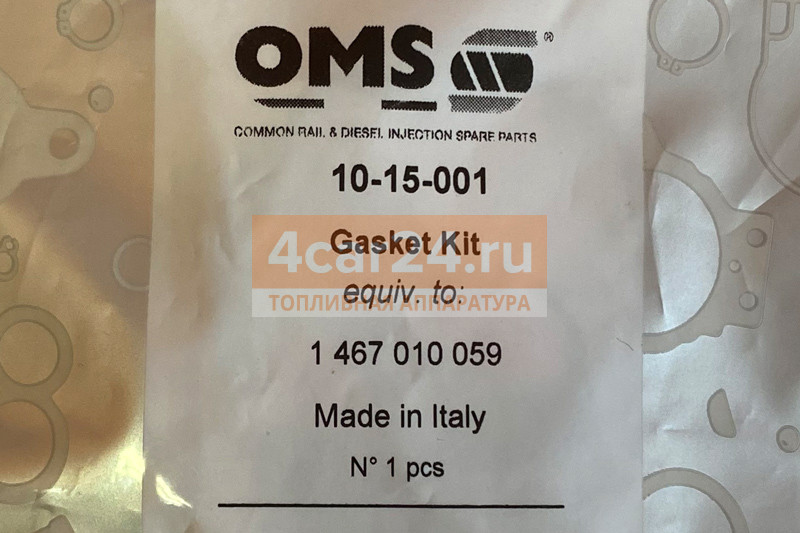 OMS ®
COMMON RAIL & DIESEL INJECTION SPARE PARTS
10-15-001
Gasket Kit
4car24.ru
equiv. to:
ТОПЛИВНАЯ АППАРАТУРА
1 467 010 059
Made in Italy
N° 1 pcs